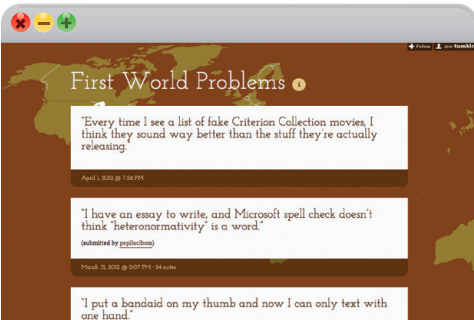 Follow Join tumblr
First World Problems i
"Every time I see a list of fake Criterion Collection movies, I
think they sound way better than the stuff they're actually
releasing."
April 1, 2012 @ 7:56 PM
"I have an essay to write, and Microsoft spell check doesn't
think "heteronormativity" is a word."
(submitted by
March 31, 2012 @ 11:07 PM · 24 notes
"I put a bandaid on my thumb and now I can only text with
one hand."